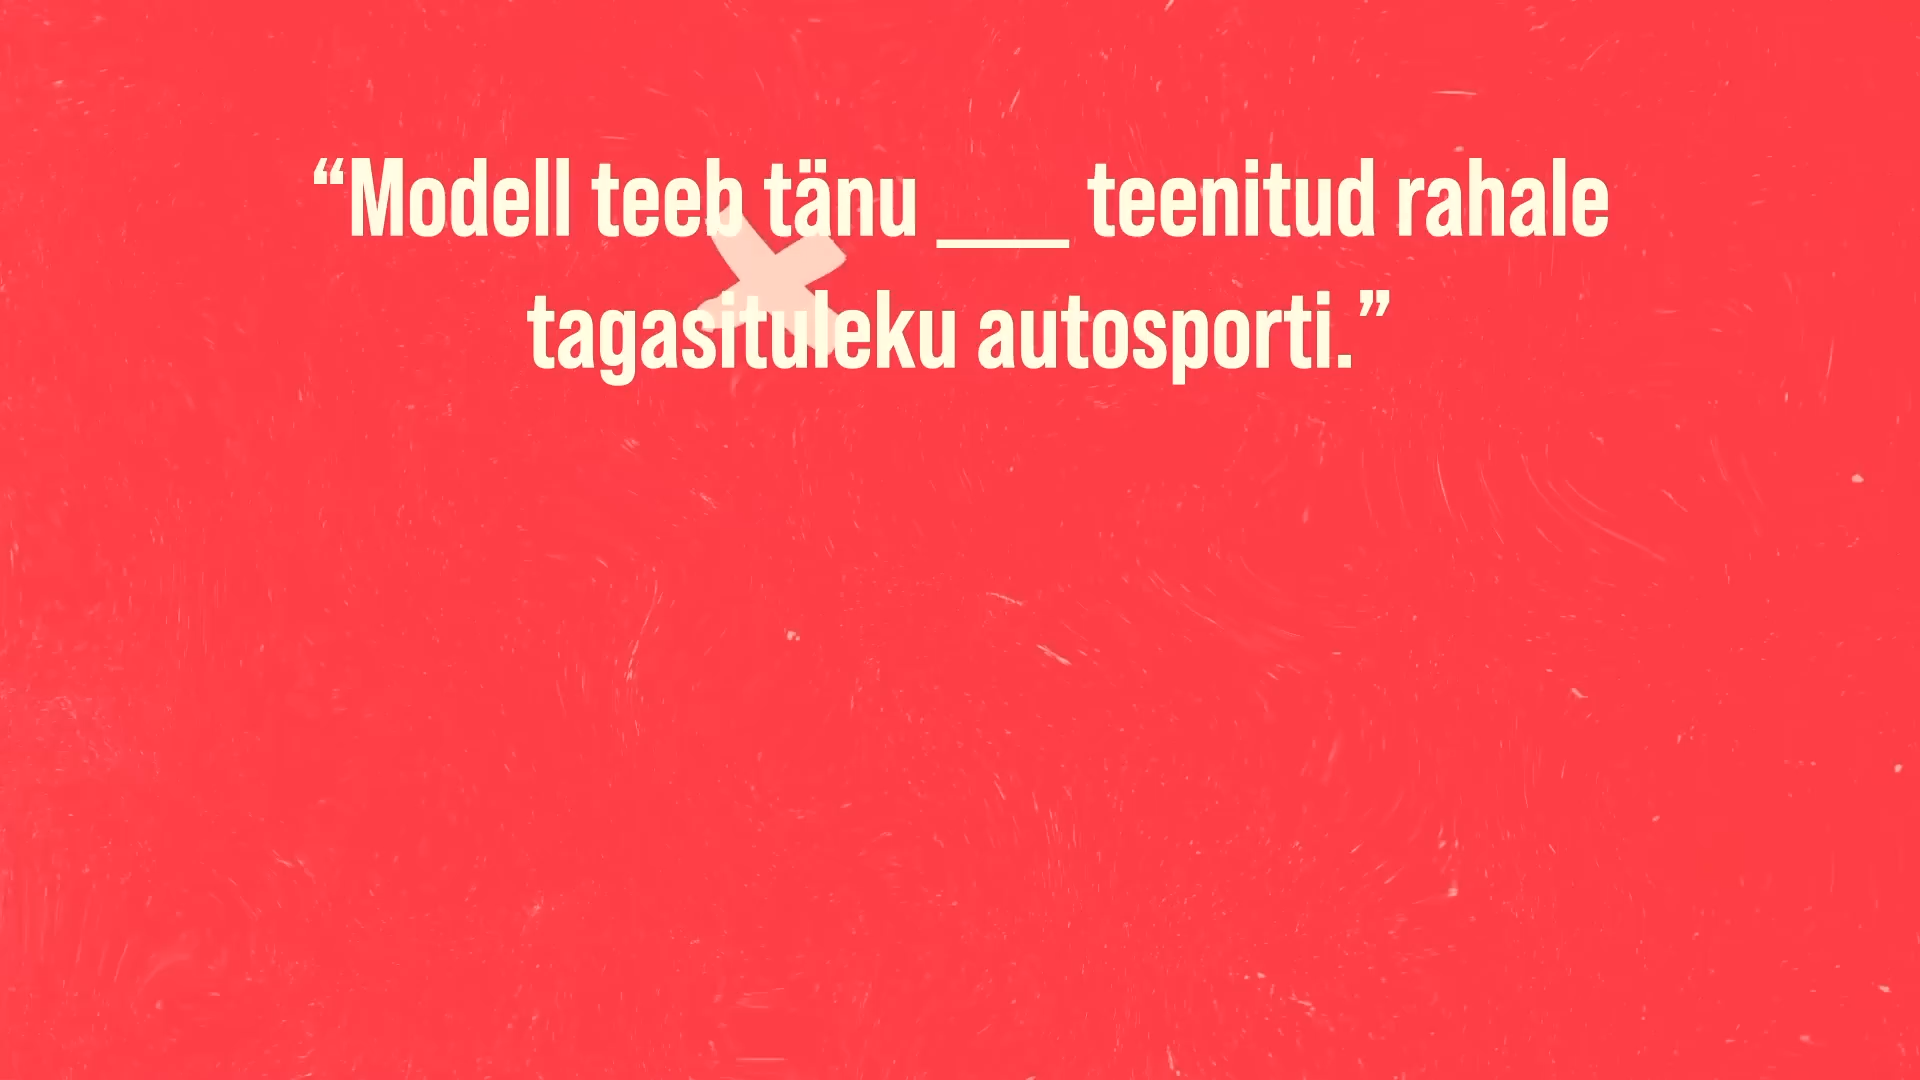 “Modell teeb tänu ___ teenitud rahale
tagasituleku autosporti.”